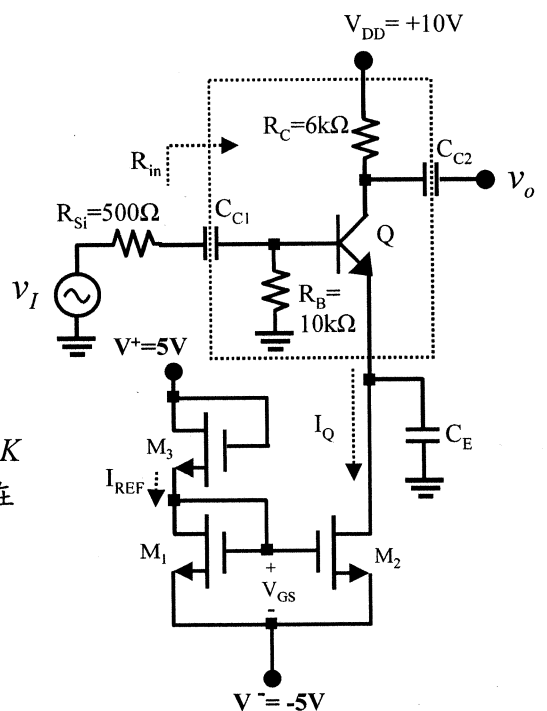 V_DD= +10V
R_C=6kΩ
C_C2
v_o
R_in
R_Si=500Ω
C_C1
Q
v_I
R_B=
10kΩ
V⁺=5V
K
在
M_3
I_REF
I_Q
C_E
M_1
+
V_GS
-
M_2
V⁻= -5V